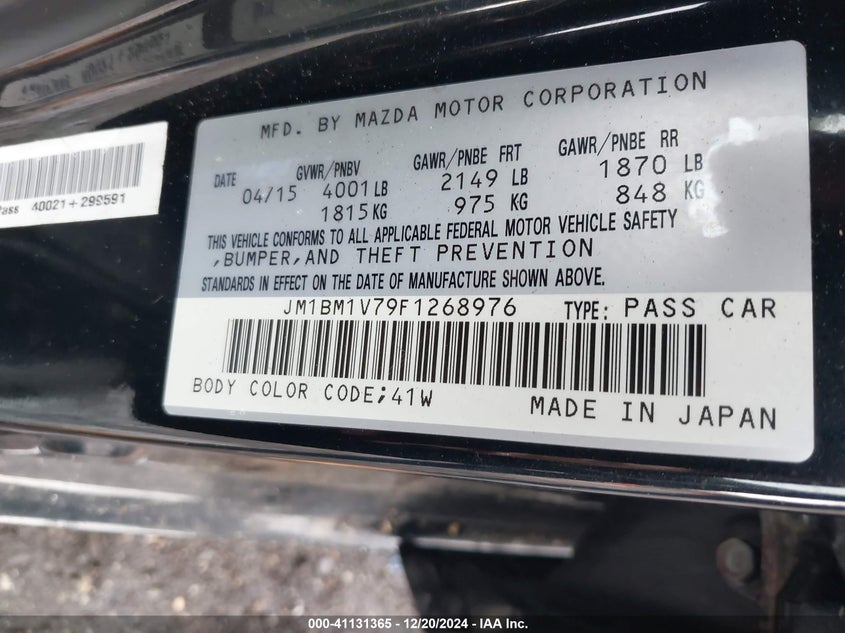 MFD. BY MAZDA MOTOR CORPORATION
DATE GVWR/PNBV GAWR/PNBE FRT GAWR/PNBE RR
04/15 4001 LB 2149 LB 1870 LB
1815 KG 975 KG 848 KG
THIS VEHICLE CONFORMS TO ALL APPLICABLE FEDERAL MOTOR VEHICLE SAFETY
,BUMPER,AND THEFT PREVENTION
STANDARDS IN EFFECT ON THE DATE OF MANUFACTURE SHOWN ABOVE.
JM1BM1V79F1268976 TYPE: PASS CAR
BODY COLOR CODE;41W MADE IN JAPAN
Pass 40021+299591
000-41131365 - 12/20/2024 - IAA Inc.